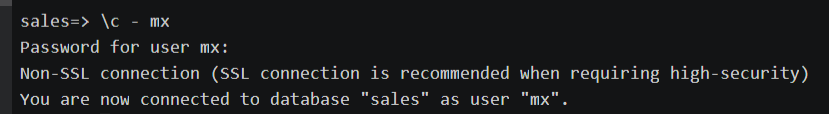 sales=> \c - mx
Password for user mx:
Non-SSL connection (SSL connection is recommended when requiring high-security)
You are now connected to database "sales" as user "mx".